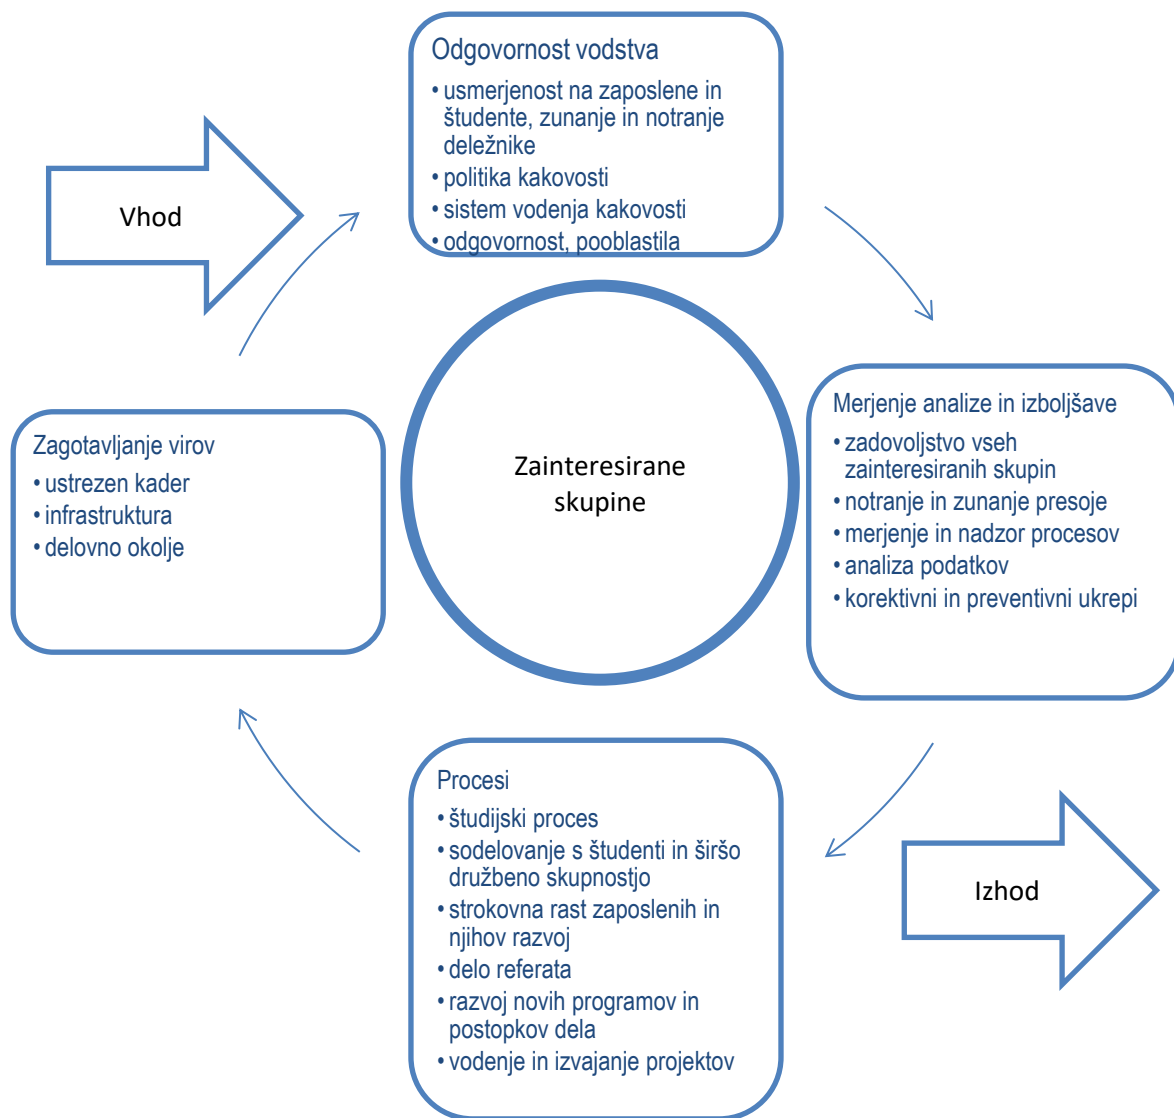 Odgovornost vodstva
• usmerjenost na zaposlene in
študente, zunanje in notranje
deležnike
• politika kakovosti
• sistem vodenja kakovosti
• odgovornost, pooblastila
Vhod
Merjenje analize in izboljšave
• zadovoljstvo vseh
zainteresiranih skupin
• notranje in zunanje presoje
• merjenje in nadzor procesov
• analiza podatkov
• korektivni in preventivni ukrepi
Zagotavljanje virov
• ustrezen kader
• infrastruktura
• delovno okolje
Zainteresirane
skupine
Procesi
• študijski proces
• sodelovanje s študenti in širšo
družbeno skupnostjo
• strokovna rast zaposlenih in
njihov razvoj
• delo referata
• razvoj novih programov in
postopkov dela
• vodenje in izvajanje projektov
Izhod